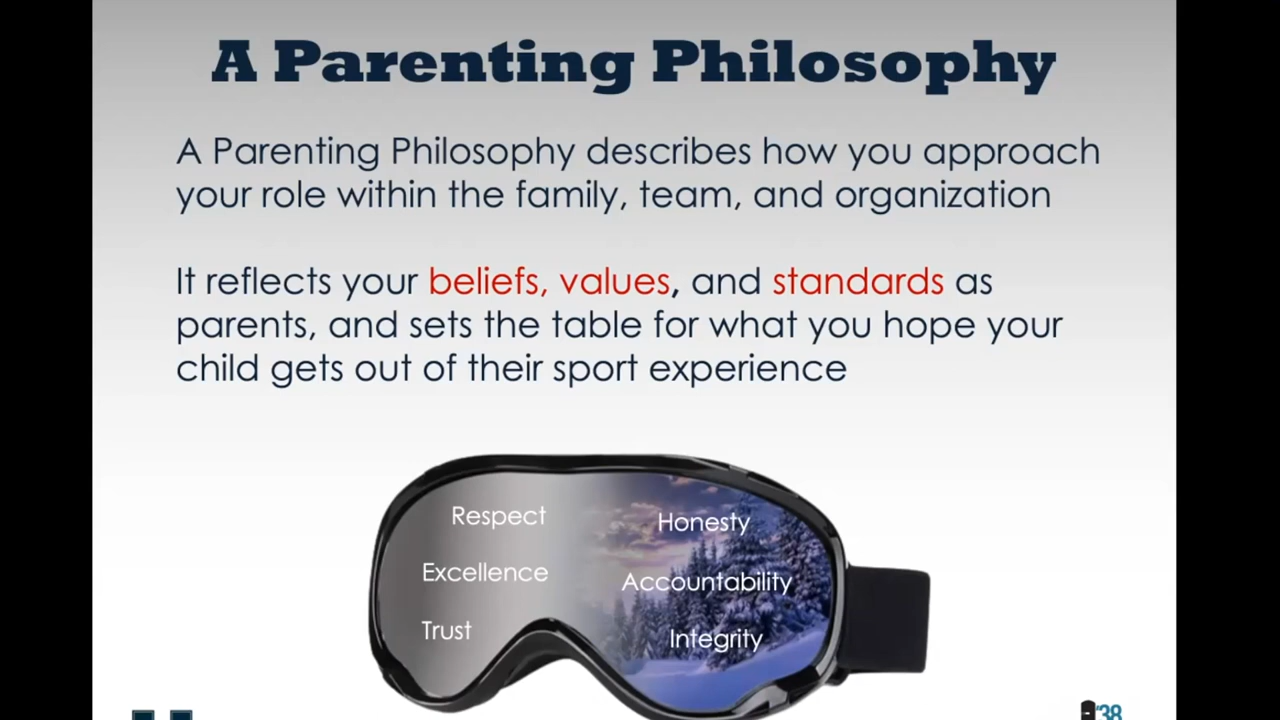 A Parenting Philosophy
A Parenting Philosophy describes how you approach
your role within the family, team, and organization
It reflects your beliefs, values, and standards as
parents, and sets the table for what you hope your
child gets out of their sport experience
Respect
Excellence
Trust
Honesty
Accountability
Integrity
'38